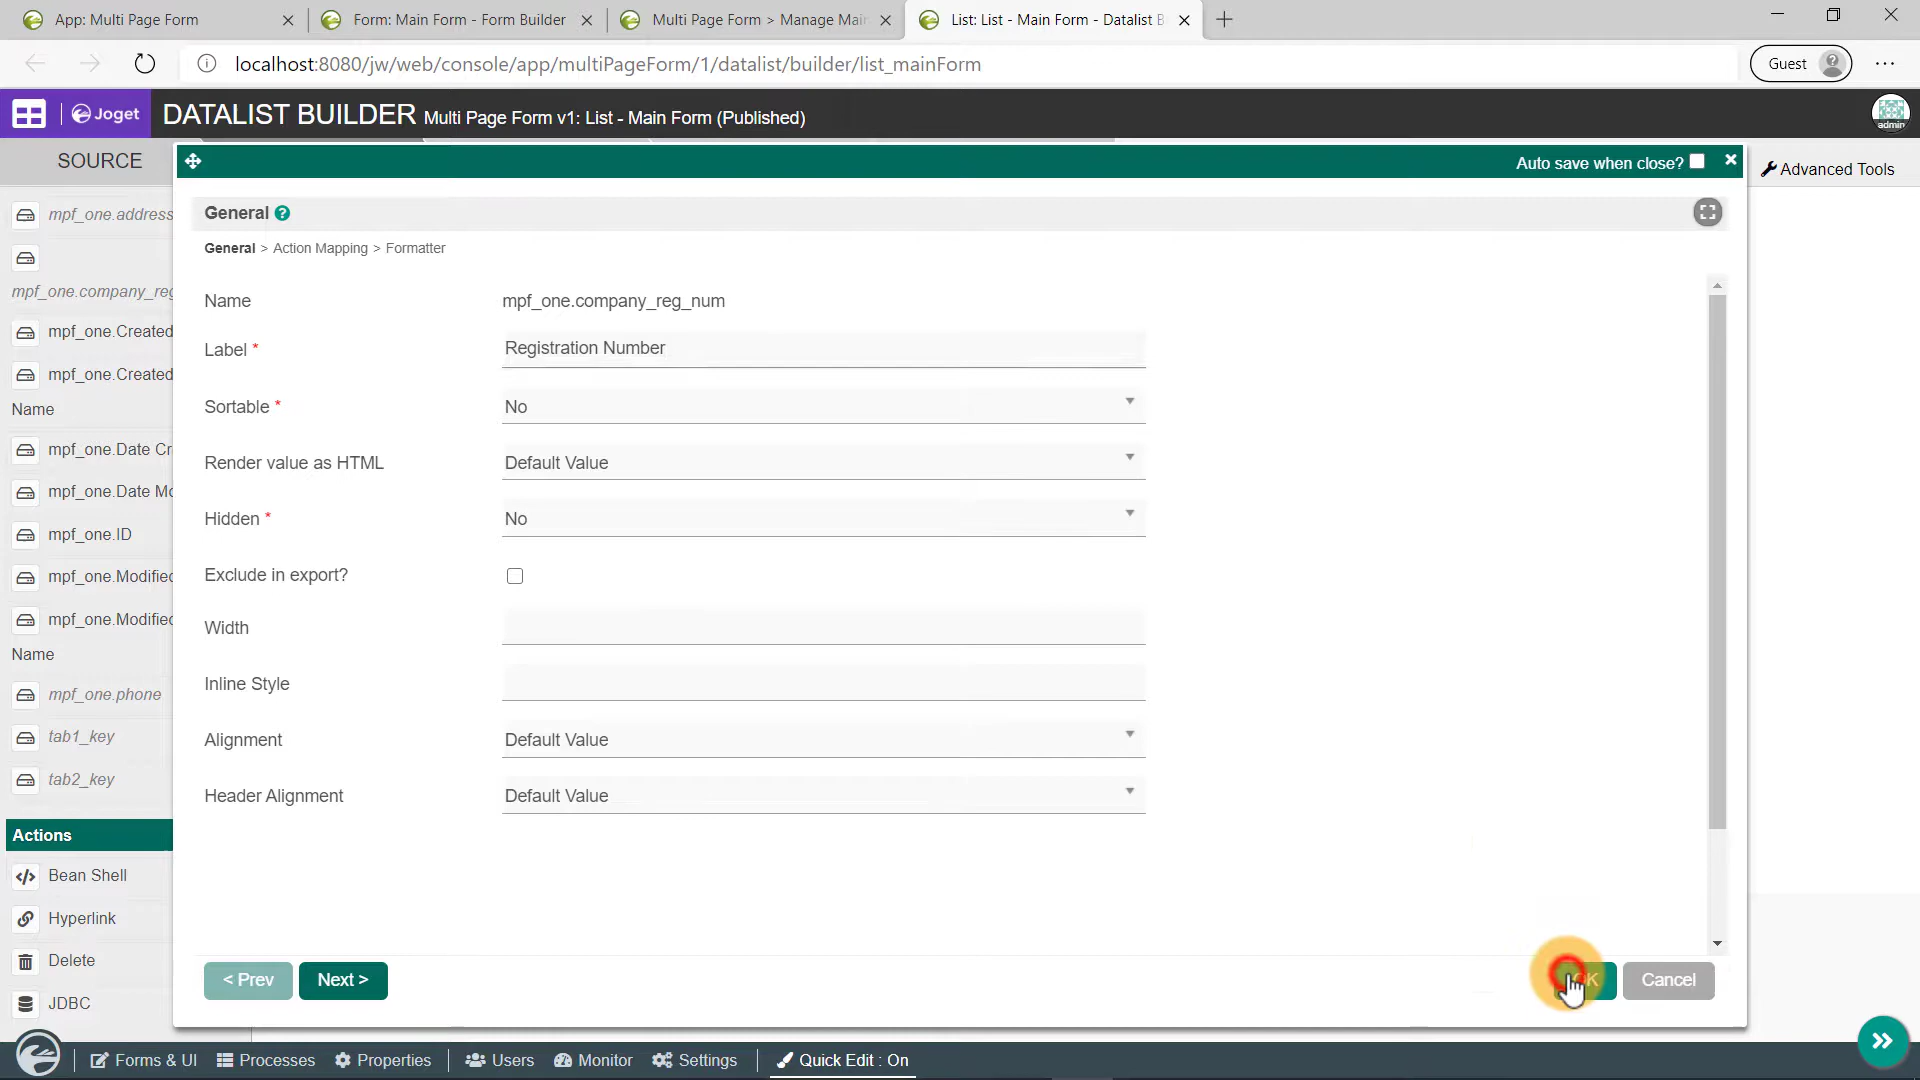 App: Multi Page Form
Form: Main Form - Form Builder
Multi Page Form > Manage Main
List: List - Main Form - Datalist B
localhost:8080/jw/web/console/app/multiPageForm/1/datalist/builder/list_mainForm
Guest
Joget
DATALIST BUILDER Multi Page Form v1: List - Main Form (Published)
admin
SOURCE
Auto save when close?
Advanced Tools
mpf_one.address
General
General > Action Mapping > Formatter
mpf_one.company_reg
Name mpf_one.company_reg_num
mpf_one.Created
Label * Registration Number
mpf_one.Created
Name
Sortable * No
mpf_one.Date Cr
Render value as HTML Default Value
mpf_one.Date Mo
Hidden * No
mpf_one.ID
mpf_one.Modified
Exclude in export?
mpf_one.Modified
Name
Width
mpf_one.phone
Inline Style
tab1_key
Alignment Default Value
tab2_key
Header Alignment Default Value
Actions
Bean Shell
Hyperlink
Delete
< Prev Next > OK Cancel
JDBC
Forms & UI Processes Properties Users Monitor Settings Quick Edit : On